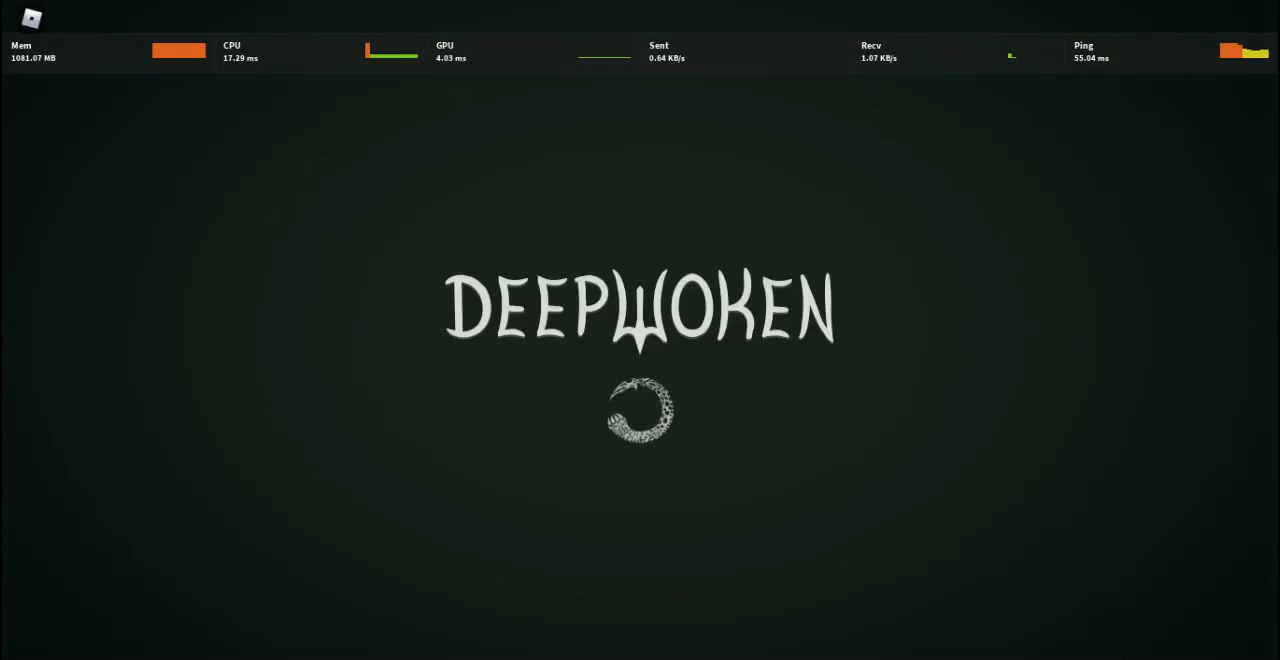 Mem CPU GPU Sent Recv Ping
1081.07 MB 17.29 ms 4.03 ms 0.64 KB/s 1.07 KB/s 55.04 ms
DEEPWOKEN